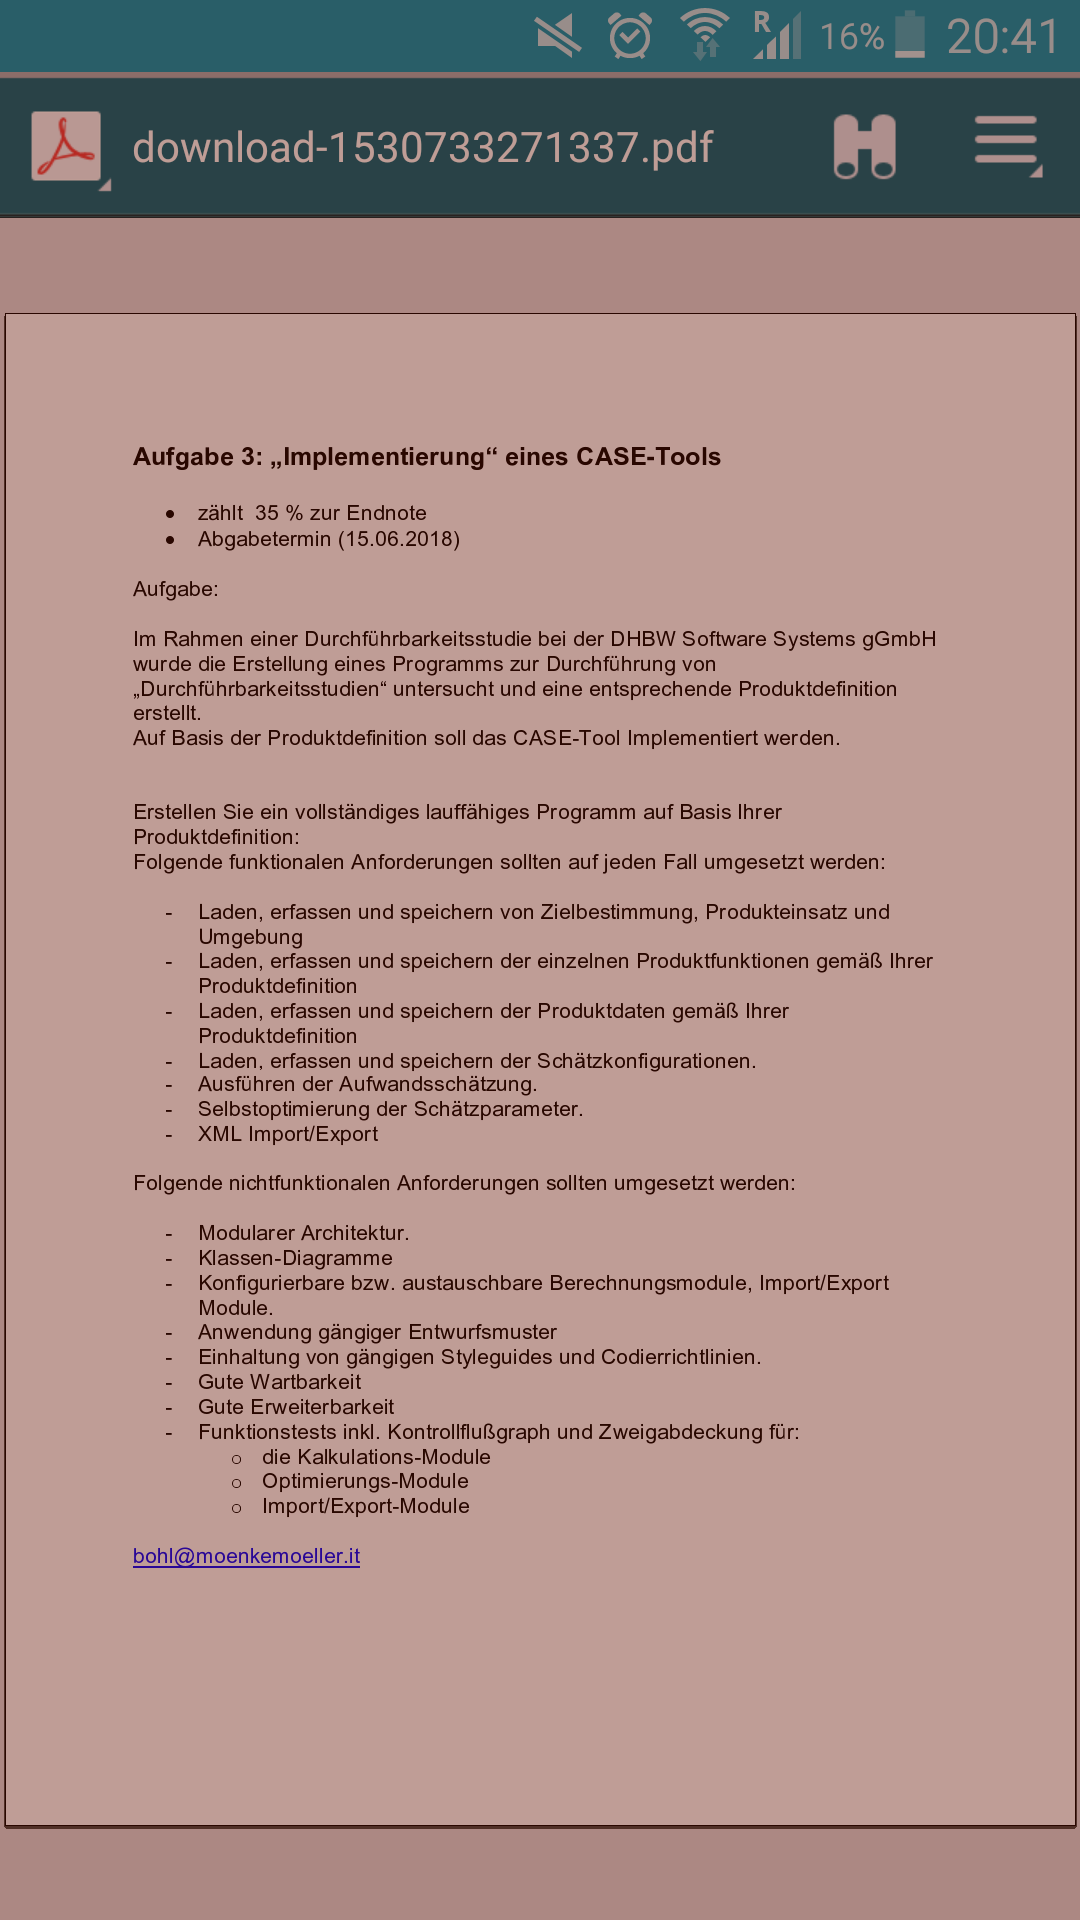 R 16% 20:41
download-1530733271337.pdf
Aufgabe 3: „Implementierung“ eines CASE-Tools
• zählt  35 % zur Endnote
• Abgabetermin (15.06.2018)
Aufgabe:
Im Rahmen einer Durchführbarkeitsstudie bei der DHBW Software Systems gGmbH
wurde die Erstellung eines Programms zur Durchführung von
„Durchführbarkeitsstudien“ untersucht und eine entsprechende Produktdefinition
erstellt.
Auf Basis der Produktdefinition soll das CASE-Tool Implementiert werden.
Erstellen Sie ein vollständiges lauffähiges Programm auf Basis Ihrer
Produktdefinition:
Folgende funktionalen Anforderungen sollten auf jeden Fall umgesetzt werden:
- Laden, erfassen und speichern von Zielbestimmung, Produkteinsatz und
Umgebung
- Laden, erfassen und speichern der einzelnen Produktfunktionen gemäß Ihrer
Produktdefinition
- Laden, erfassen und speichern der Produktdaten gemäß Ihrer
Produktdefinition
- Laden, erfassen und speichern der Schätzkonfigurationen.
- Ausführen der Aufwandsschätzung.
- Selbstoptimierung der Schätzparameter.
- XML Import/Export
Folgende nichtfunktionalen Anforderungen sollten umgesetzt werden:
- Modularer Architektur.
- Klassen-Diagramme
- Konfigurierbare bzw. austauschbare Berechnungsmodule, Import/Export
Module.
- Anwendung gängiger Entwurfsmuster
- Einhaltung von gängigen Styleguides und Codierrichtlinien.
- Gute Wartbarkeit
- Gute Erweiterbarkeit
- Funktionstests inkl. Kontrollflußgraph und Zweigabdeckung für:
o die Kalkulations-Module
o Optimierungs-Module
o Import/Export-Module
bohl@moenkemoeller.it